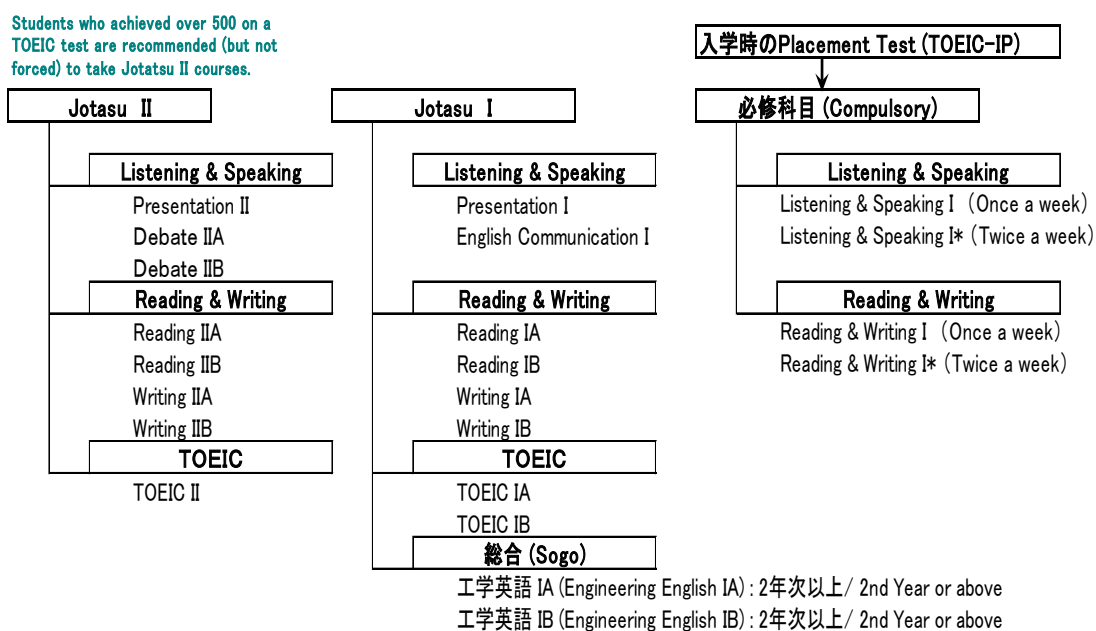 Students who achieved over 500 on a
TOEIC test are recommended (but not
forced) to take Jotatsu II courses.
Jotasu II
Listening & Speaking
Presentation II
Debate IIA
Debate IIB
Reading & Writing
Reading IIA
Reading IIB
Writing IIA
Writing IIB
TOEIC
TOEIC II
Jotasu I
Listening & Speaking
Presentation I
English Communication I
Reading & Writing
Reading IA
Reading IB
Writing IA
Writing IB
TOEIC
TOEIC IA
TOEIC IB
総合 (Sogo)
工学英語 IA (Engineering English IA) : 2年次以上/ 2nd Year or above
工学英語 IB (Engineering English IB) : 2年次以上/ 2nd Year or above
入学時のPlacement Test (TOEIC-IP)
必修科目 (Compulsory)
Listening & Speaking
Listening & Speaking I (Once a week)
Listening & Speaking I* (Twice a week)
Reading & Writing
Reading & Writing I (Once a week)
Reading & Writing I* (Twice a week)